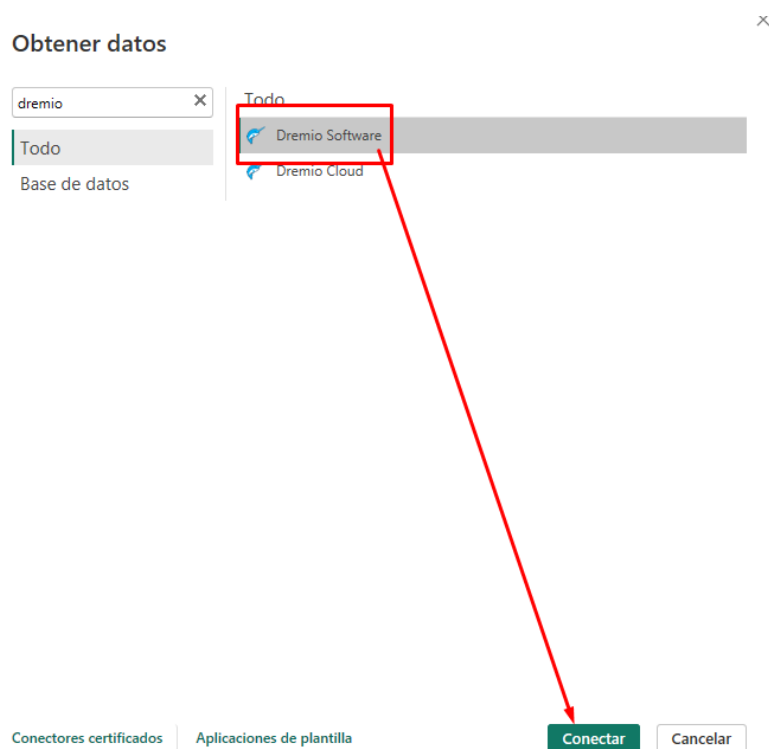 Obtener datos
dremio
Todo
Base de datos
Todo
Dremio Software
Dremio Cloud
Conectores certificados
Aplicaciones de plantilla
Conectar
Cancelar